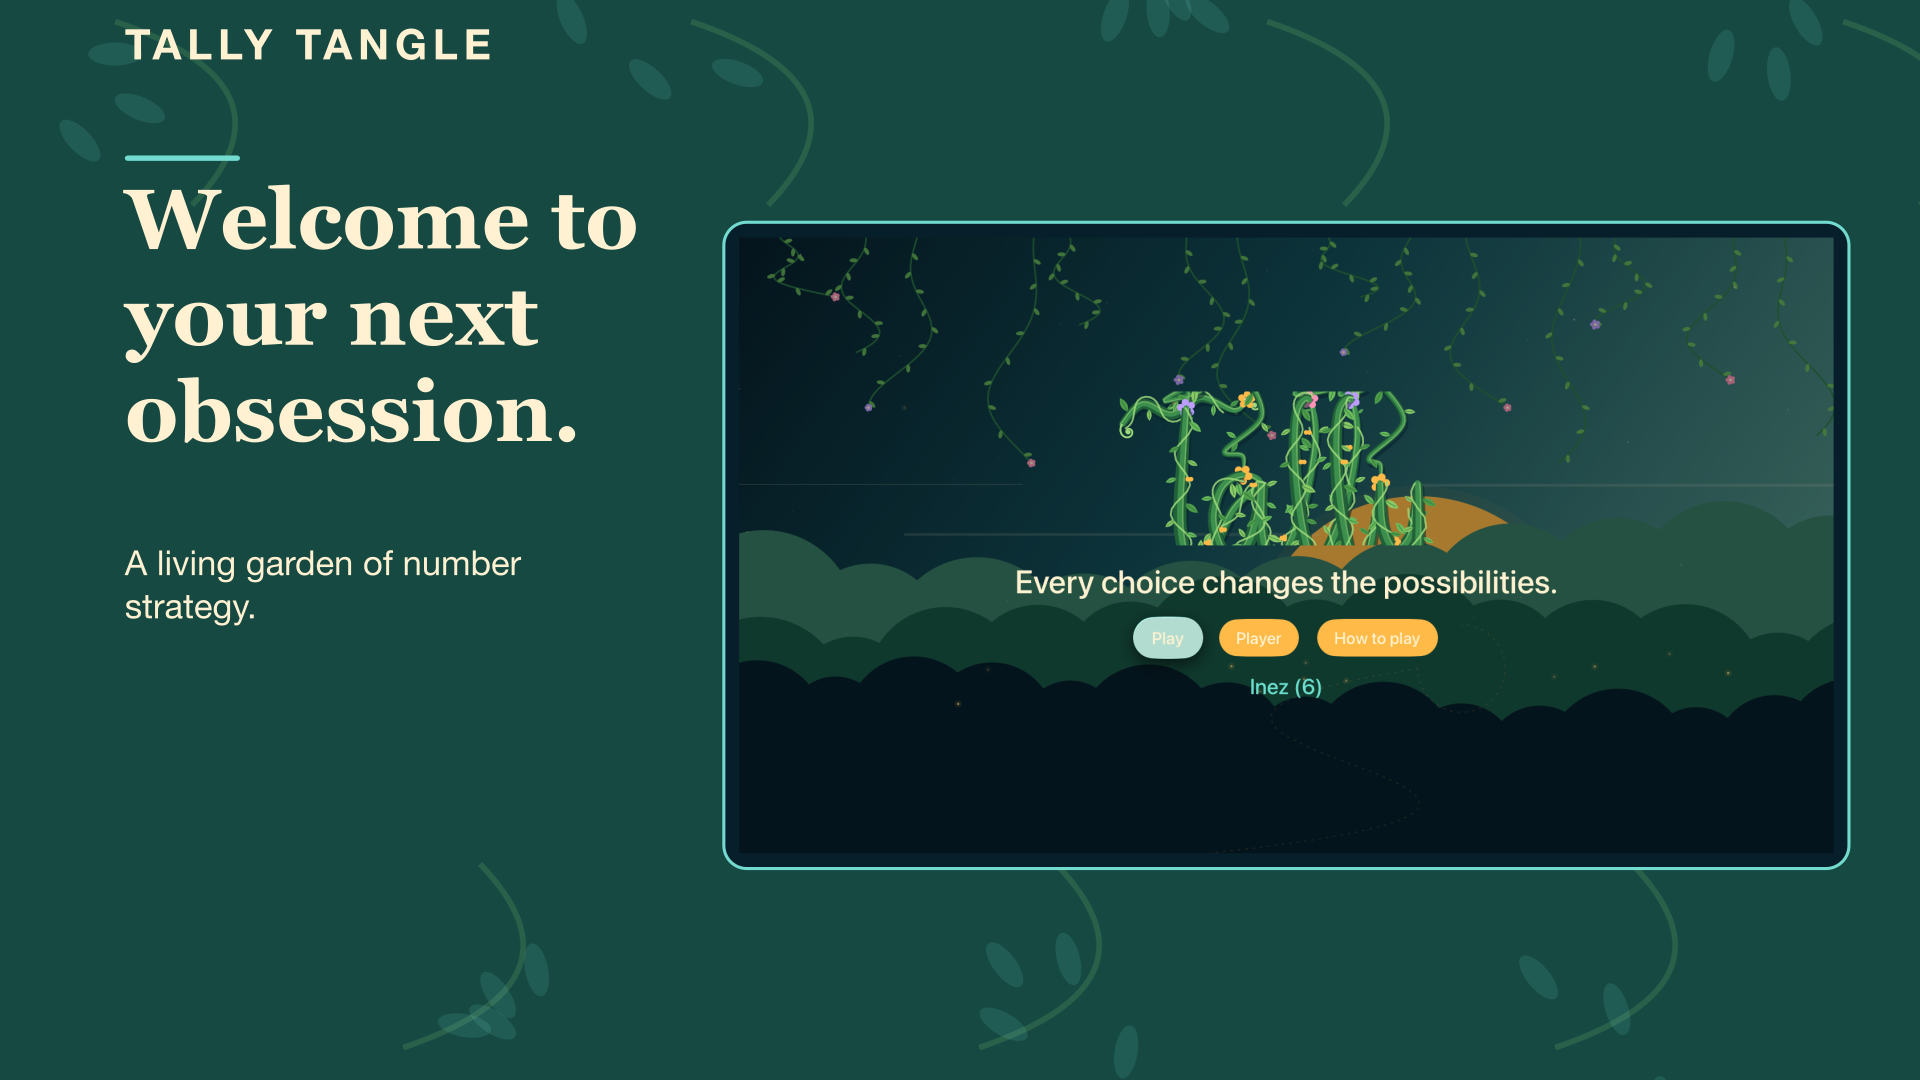 TALLY TANGLE
Welcome to
your next
obsession.
A living garden of number
strategy.
Every choice changes the possibilities.
Play
Player
How to play
Inez (6)